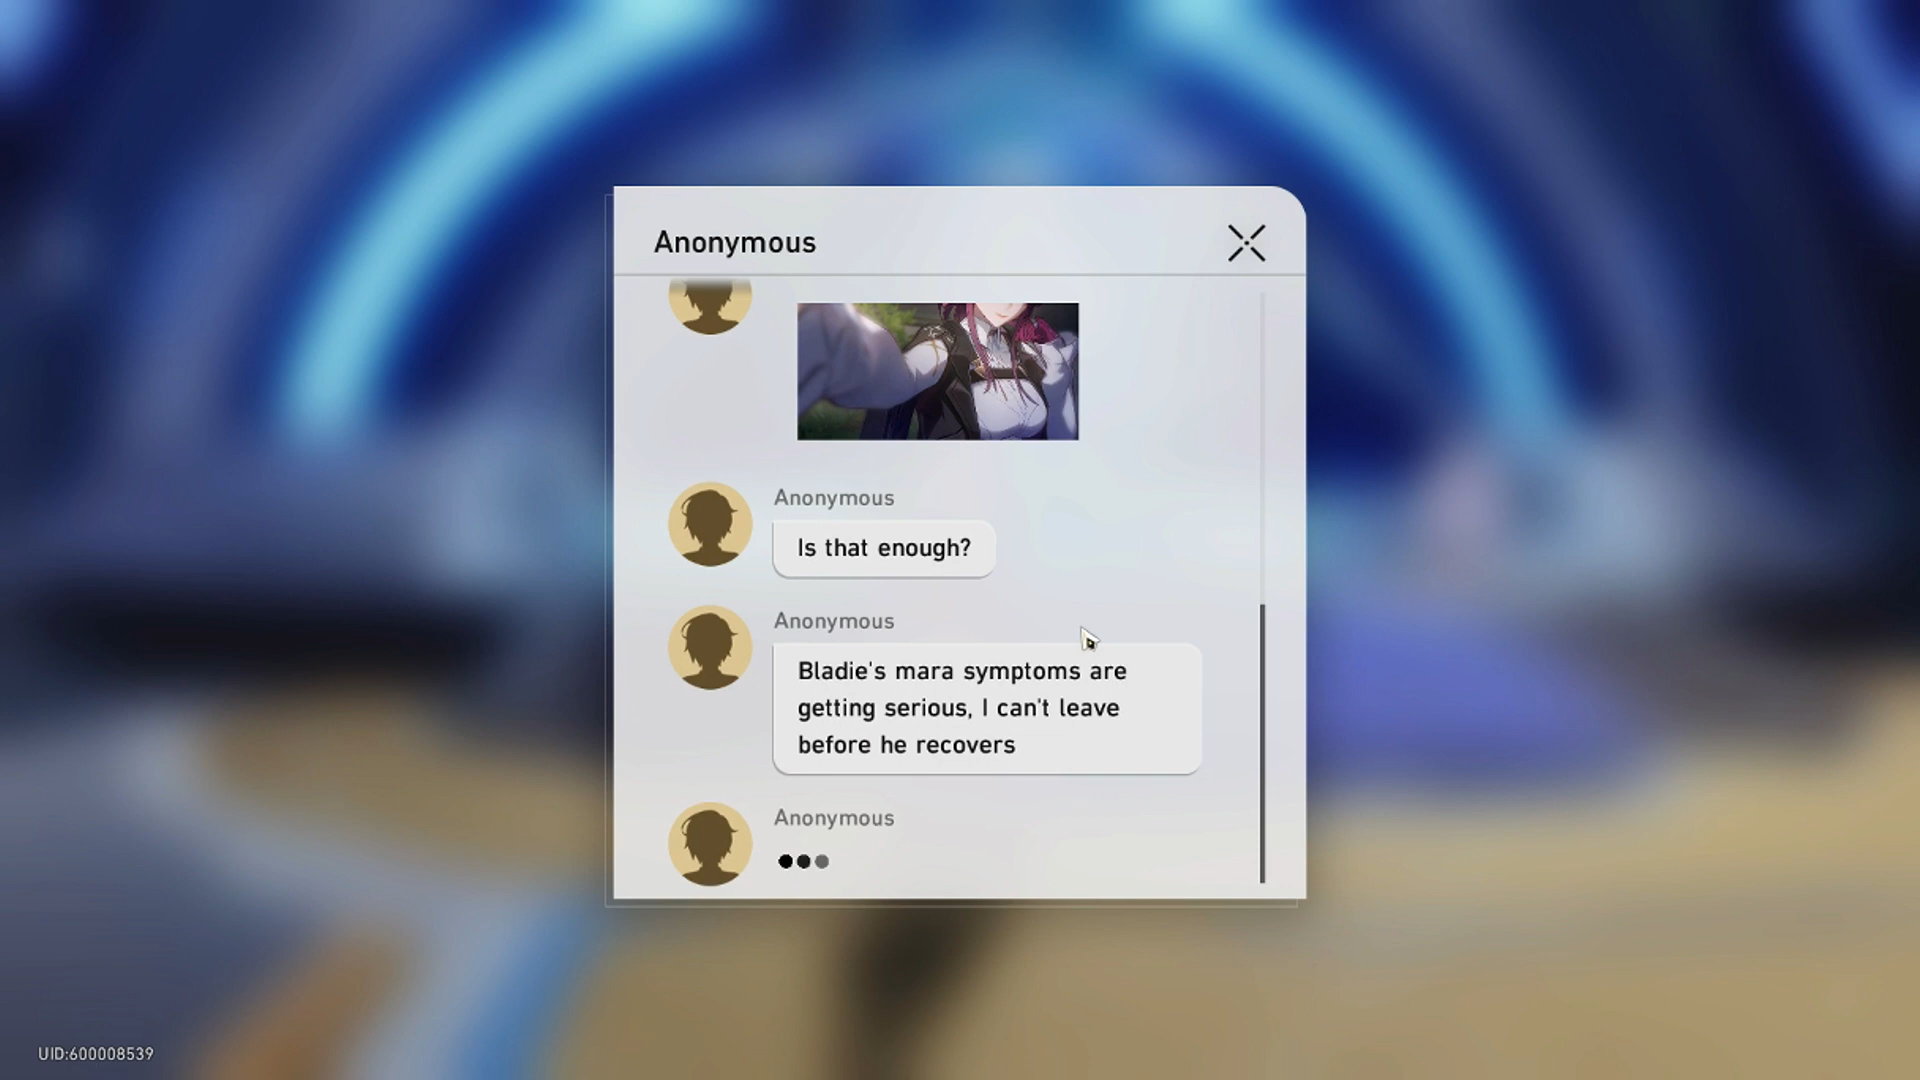 Anonymous
Anonymous
Is that enough?
Anonymous
Bladie's mara symptoms are
getting serious, I can't leave
before he recovers
Anonymous
UID:600008539